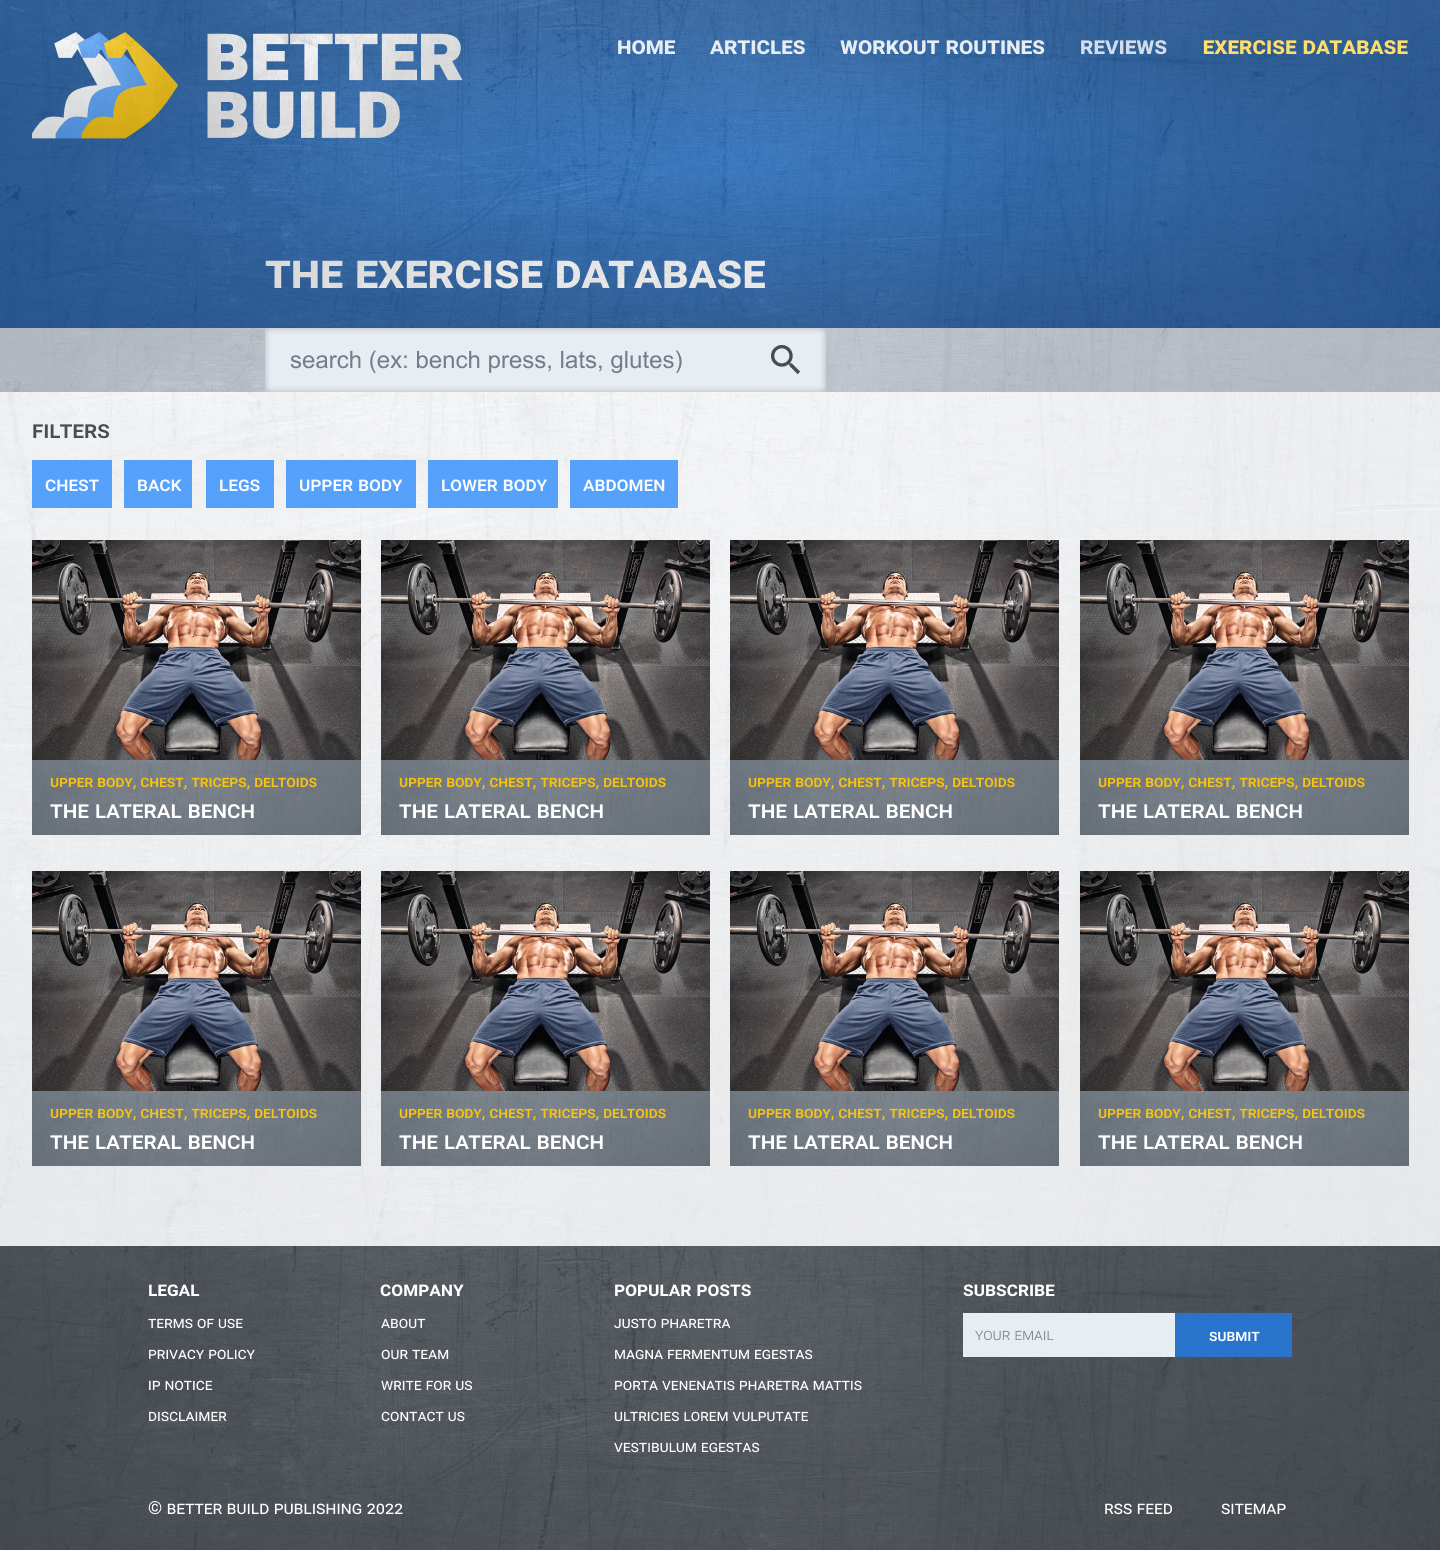 BETTER
BUILD
HOME ARTICLES WORKOUT ROUTINES REVIEWS EXERCISE DATABASE
THE EXERCISE DATABASE
search (ex: bench press, lats, glutes)
FILTERS
CHEST BACK LEGS UPPER BODY LOWER BODY ABDOMEN
UPPER BODY, CHEST, TRICEPS, DELTOIDS
THE LATERAL BENCH
UPPER BODY, CHEST, TRICEPS, DELTOIDS
THE LATERAL BENCH
UPPER BODY, CHEST, TRICEPS, DELTOIDS
THE LATERAL BENCH
UPPER BODY, CHEST, TRICEPS, DELTOIDS
THE LATERAL BENCH
UPPER BODY, CHEST, TRICEPS, DELTOIDS
THE LATERAL BENCH
UPPER BODY, CHEST, TRICEPS, DELTOIDS
THE LATERAL BENCH
UPPER BODY, CHEST, TRICEPS, DELTOIDS
THE LATERAL BENCH
UPPER BODY, CHEST, TRICEPS, DELTOIDS
THE LATERAL BENCH
LEGAL
TERMS OF USE
PRIVACY POLICY
IP NOTICE
DISCLAIMER
COMPANY
ABOUT
OUR TEAM
WRITE FOR US
CONTACT US
POPULAR POSTS
JUSTO PHARETRA
MAGNA FERMENTUM EGESTAS
PORTA VENENATIS PHARETRA MATTIS
ULTRICIES LOREM VULPUTATE
VESTIBULUM EGESTAS
SUBSCRIBE
YOUR EMAIL SUBMIT
© BETTER BUILD PUBLISHING 2022
RSS FEED SITEMAP